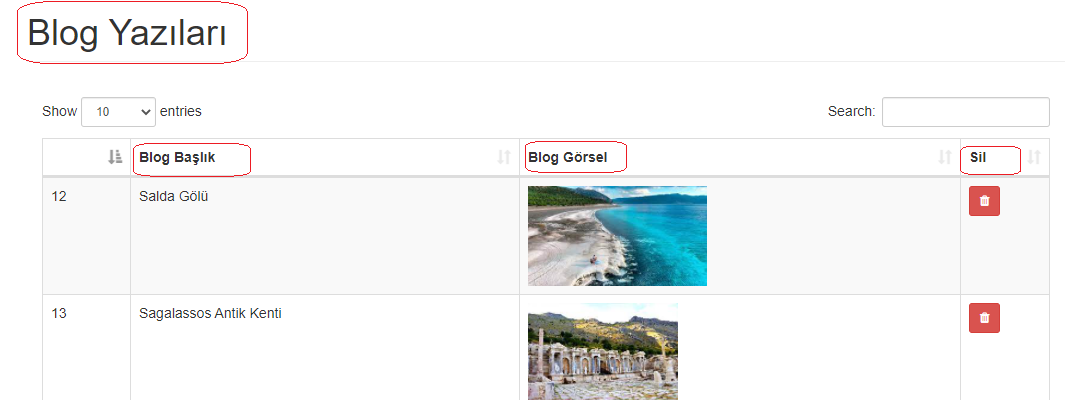 Blog Yazıları
Show 10 entries
Search:
Blog Başlık Blog Görsel Sil
12 Salda Gölü
13 Sagalassos Antik Kenti